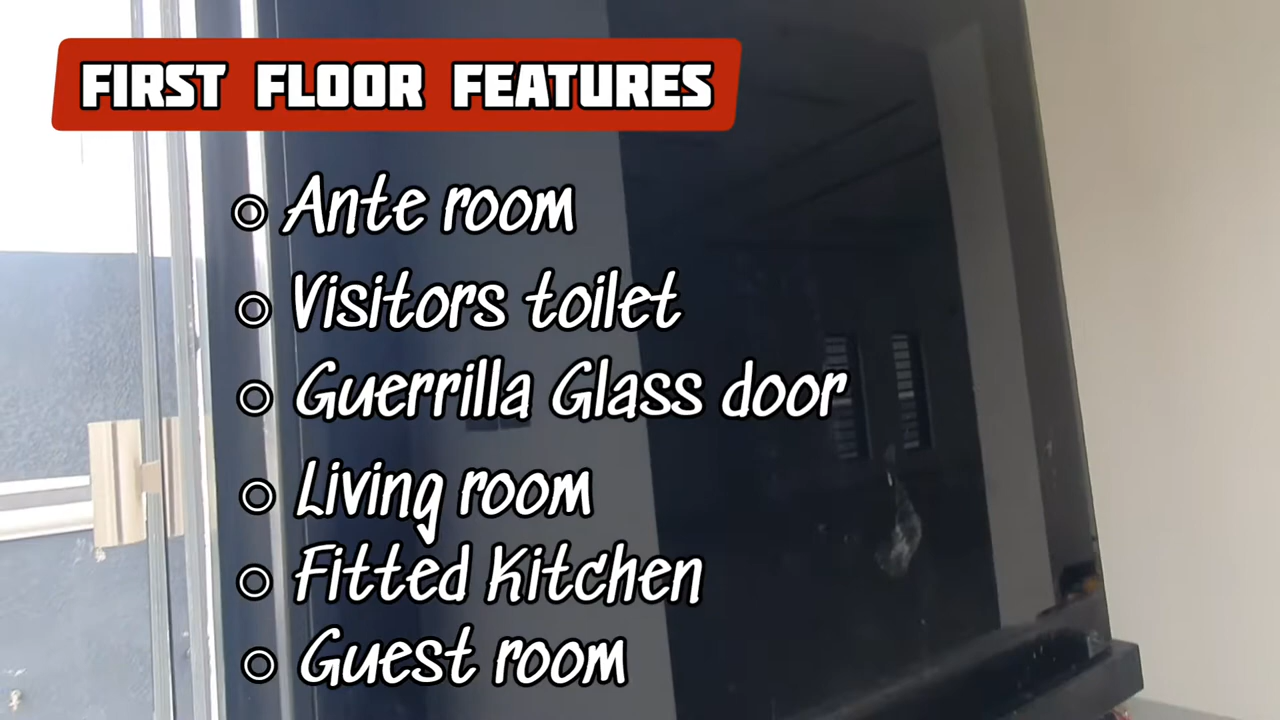 FIRST FLOOR FEATURES
Ante room
Visitors toilet
Guerrilla Glass door
Living room
Fitted Kitchen
Guest room